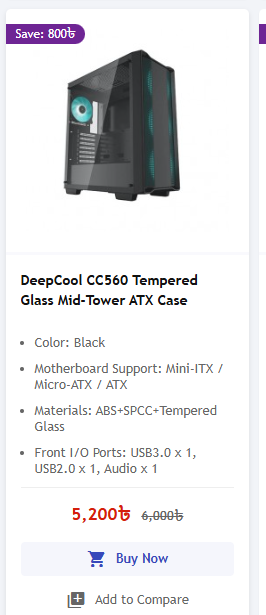 Save: 800৳
DeepCool CC560 Tempered
Glass Mid-Tower ATX Case
Color: Black
Motherboard Support: Mini-ITX /
Micro-ATX / ATX
Materials: ABS+SPCC+Tempered
Glass
Front I/O Ports: USB3.0 x 1,
USB2.0 x 1, Audio x 1
5,200৳ 6,000৳
Buy Now
Add to Compare